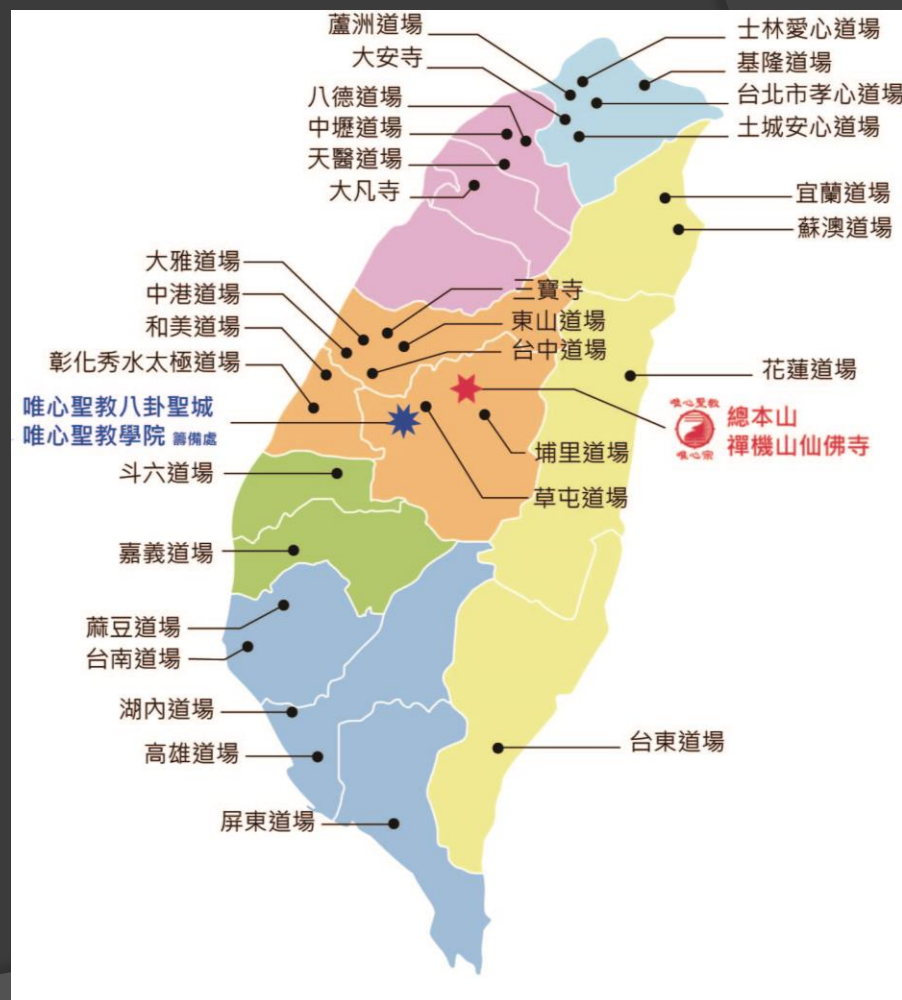 蘆洲道場
大安寺
八德道場
中壢道場
天醫道場
大凡寺
士林愛心道場
基隆道場
台北市孝心道場
土城安心道場
宜蘭道場
蘇澳道場
大雅道場
中港道場
和美道場
彰化秀水太極道場
三寶寺
東山道場
台中道場
花蓮道場
唯心聖教八卦聖城
唯心聖教學院 籌備處
唯心聖教
唯心宗
總本山
禪機山仙佛寺
埔里道場
草屯道場
斗六道場
嘉義道場
蔴豆道場
台南道場
湖內道場
高雄道場
屏東道場
台東道場